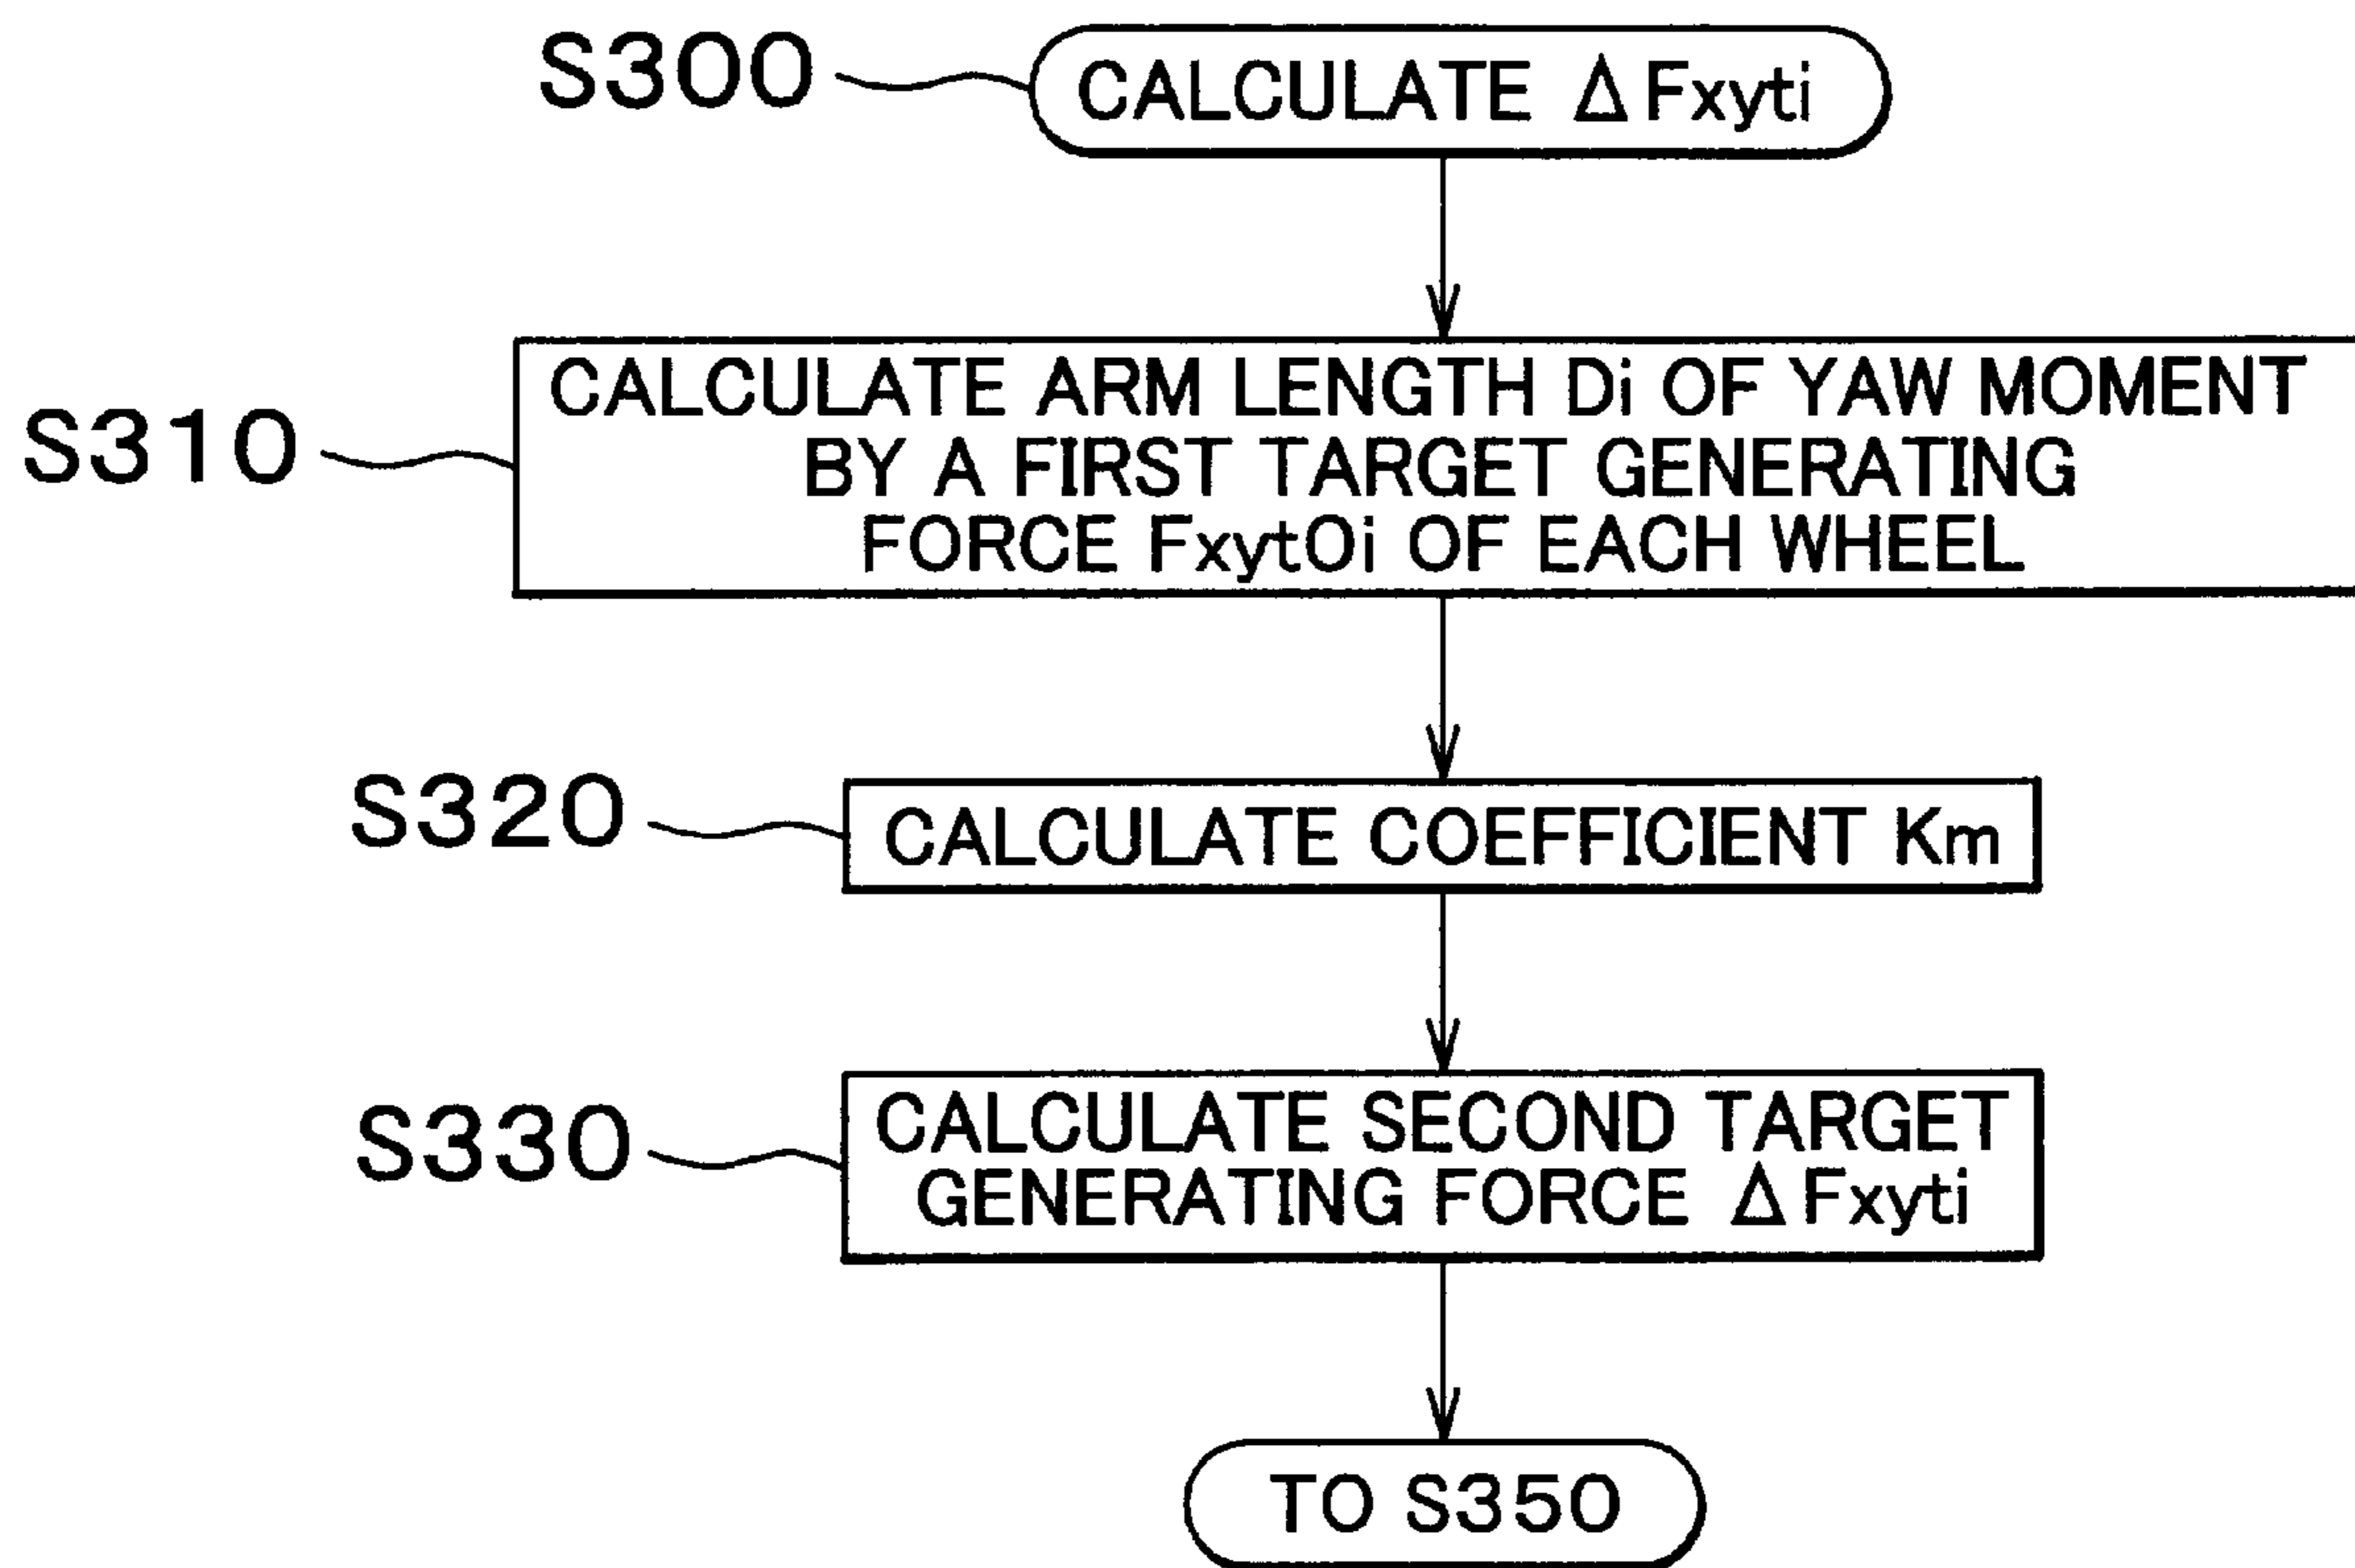 S300
CALCULATE ΔFxyti
S310
CALCULATE ARM LENGTH Di OF YAW MOMENT
BY A FIRST TARGET GENERATING
FORCE Fxyt0i OF EACH WHEEL
S320
CALCULATE COEFFICIENT Km
S330
CALCULATE SECOND TARGET
GENERATING FORCE ΔFxyti
TO S350